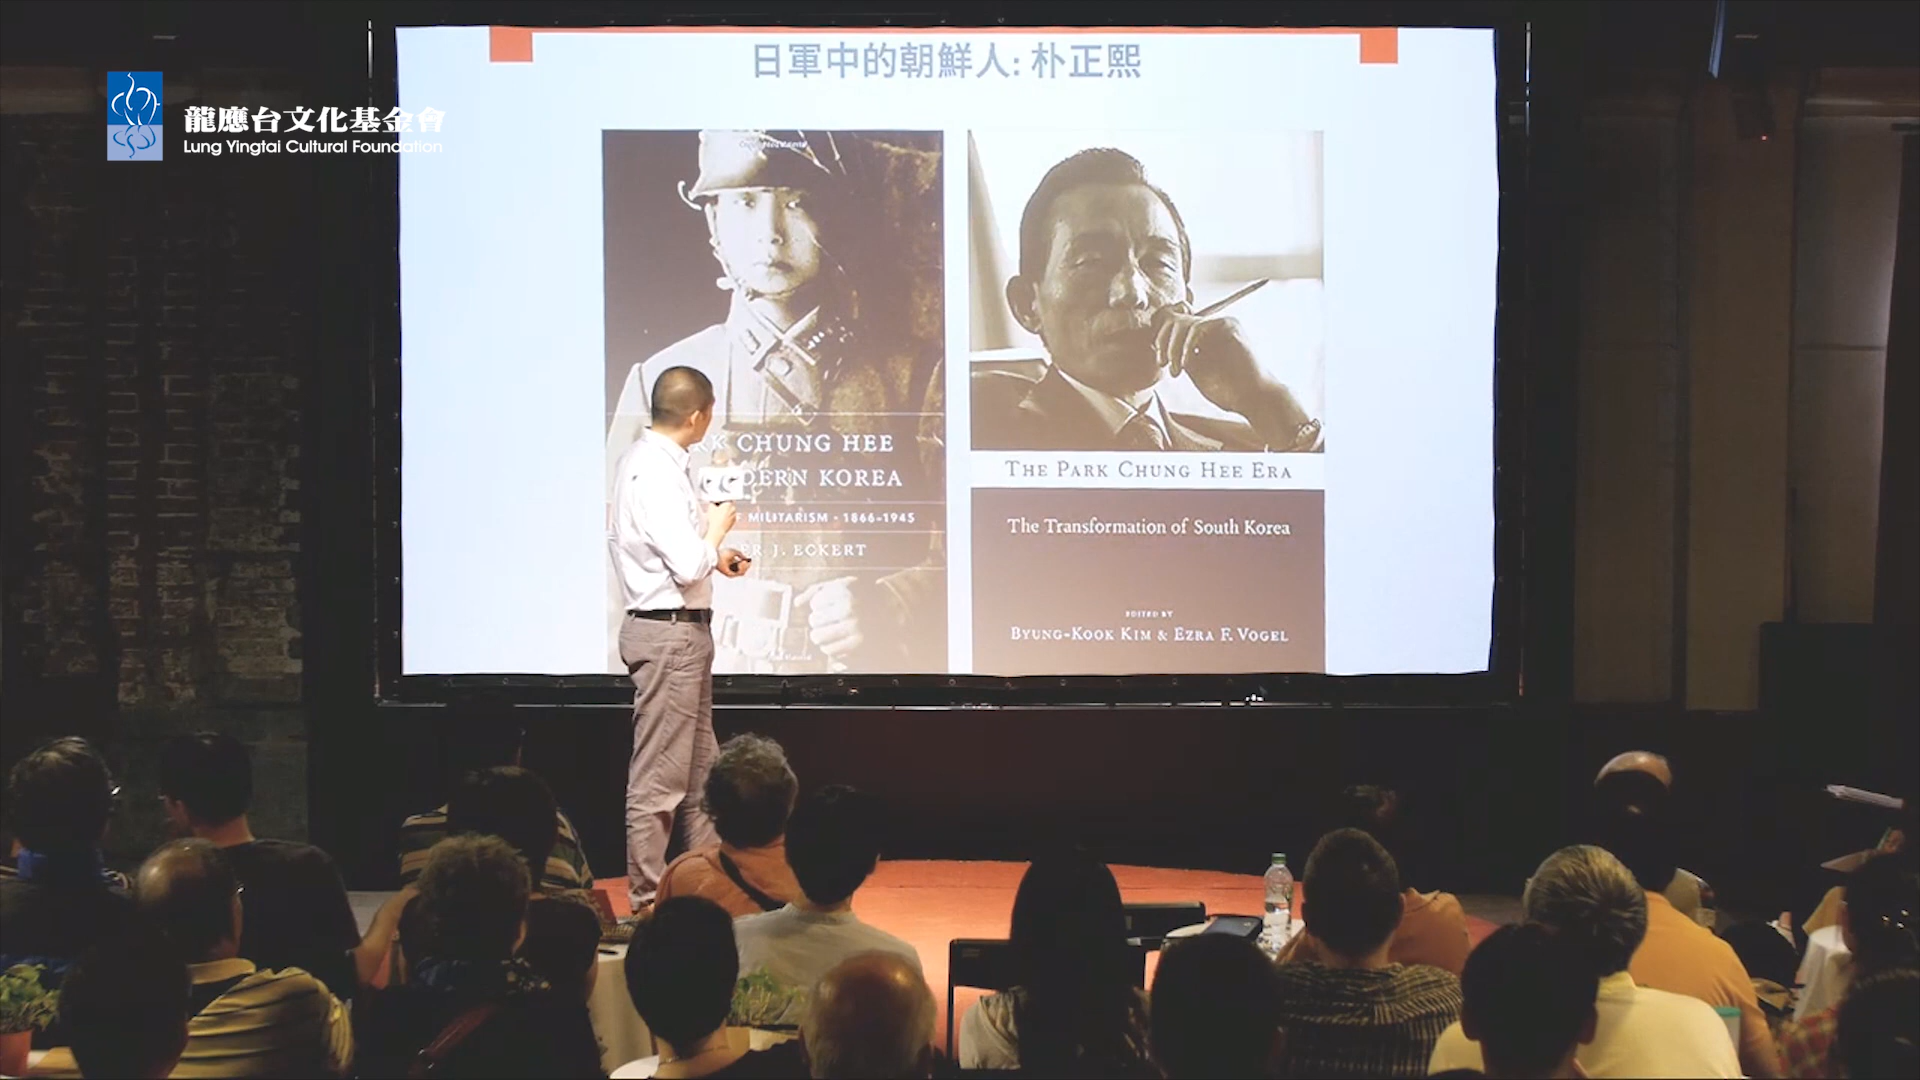 日軍中的朝鮮人: 朴正熙
龍應台文化基金會
Lung Yingtai Cultural Foundation
CHUNG HEE
KOREA
MILITARISM · 1866–1945
J. ECKERT
THE PARK CHUNG HEE ERA
The Transformation of South Korea
EDITED BY
BYUNG-KOOK KIM & EZRA F. VOGEL